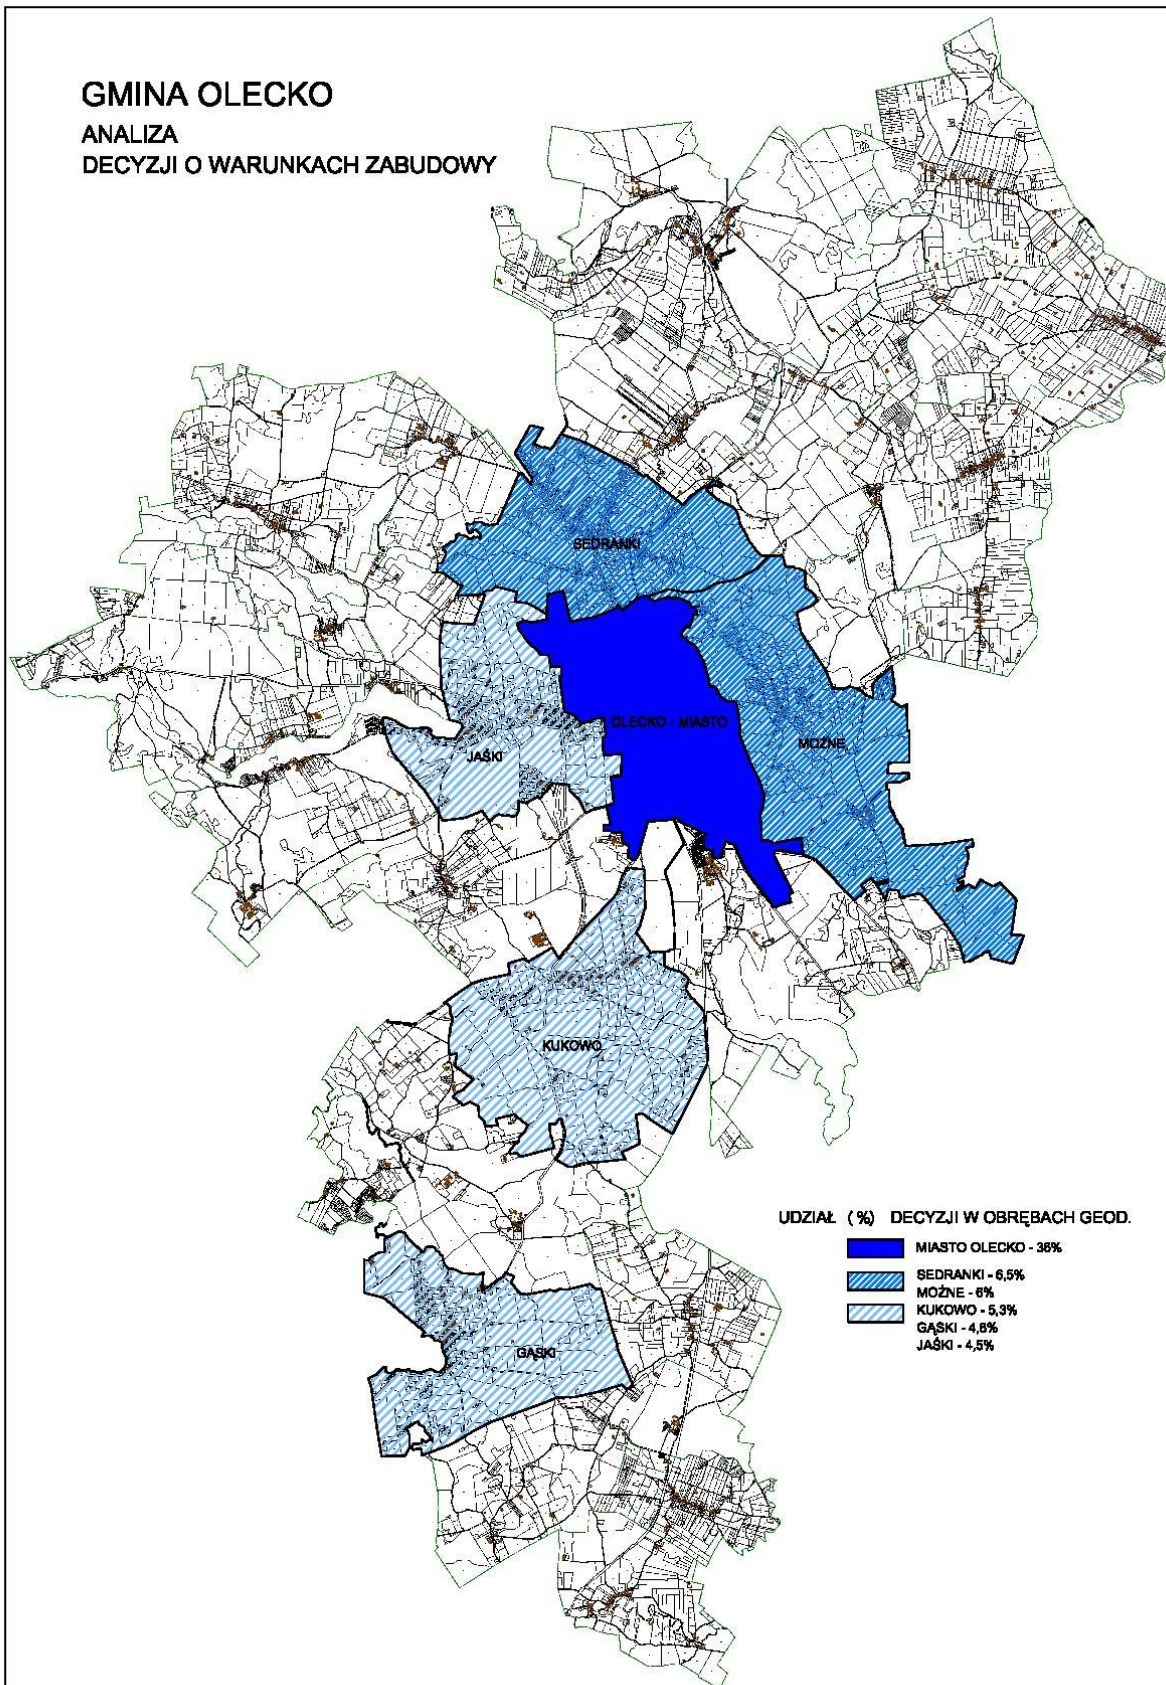 GMINA OLECKO
ANALIZA
DECYZJI O WARUNKACH ZABUDOWY
SEDRANKI
OLECKO - MIASTO
MOŻNE
JAŚKI
KUKOWO
GĄSKI
UDZIAŁ (%) DECYZJI W OBRĘBACH GEOD.
MIASTO OLECKO - 36%
SEDRANKI - 6,5%
MOŻNE - 6%
KUKOWO - 5,3%
GĄSKI - 4,8%
JAŚKI - 4,5%